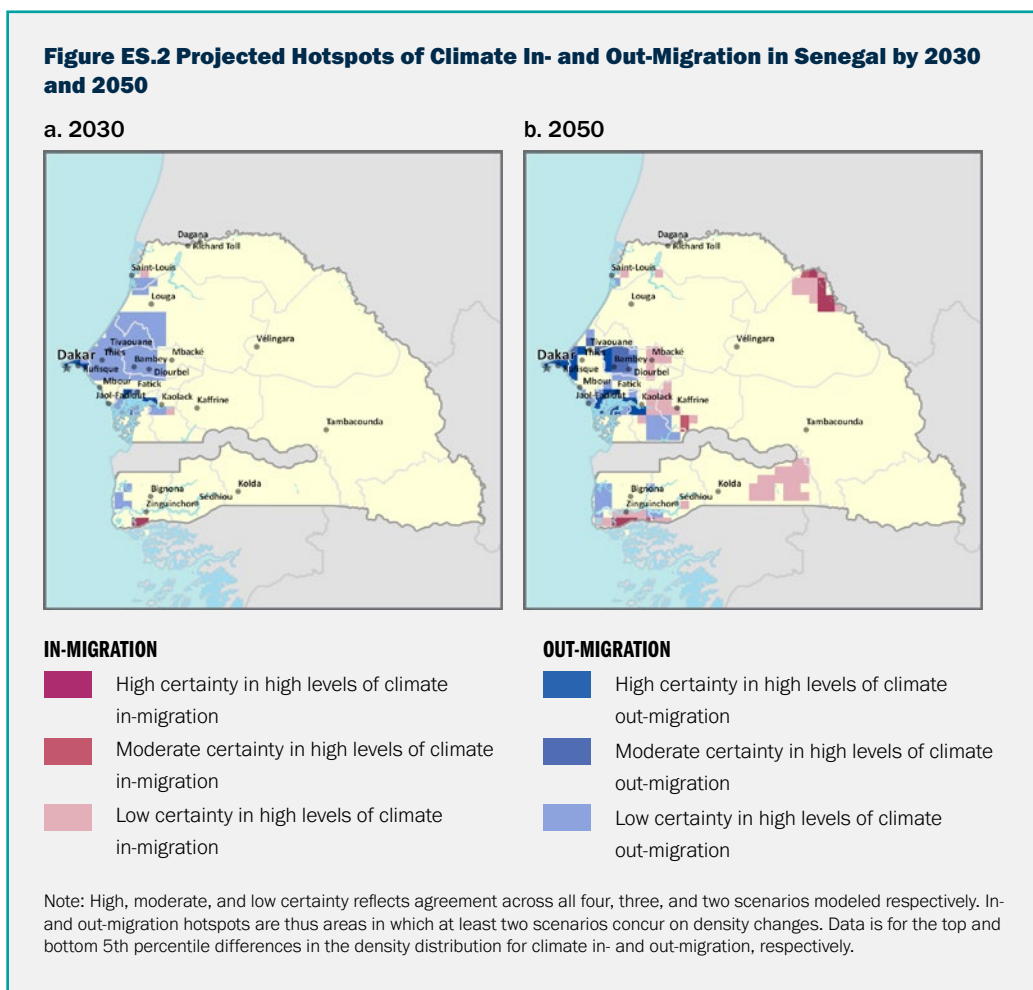 Figure ES.2 Projected Hotspots of Climate In- and Out-Migration in Senegal by 2030
and 2050
a. 2030
b. 2050
Dagana
Richard Toll
Saint-Louis
Louga
Tivaouane
Dakar
Thies
Mbacké
Vélingara
Rufisque
Bambey
Diourbel
Mbour
Fatick
Joal-Fadiout
Kaolack
Kaffrine
Tambacounda
Bignona
Kolda
Sédhiou
Zinguinchor
Dagana
Richard Toll
Saint-Louis
Louga
Tivaouane
Dakar
Thies
Mbacké
Vélingara
Rufisque
Bambey
Diourbel
Mbour
Fatick
Joal-Fadiout
Kaolack
Kaffrine
Tambacounda
Bignona
Kolda
Sédhiou
Zinguinchor
IN-MIGRATION
High certainty in high levels of climate
in-migration
Moderate certainty in high levels of climate
in-migration
Low certainty in high levels of climate
in-migration
OUT-MIGRATION
High certainty in high levels of climate
out-migration
Moderate certainty in high levels of climate
out-migration
Low certainty in high levels of climate
out-migration
Note: High, moderate, and low certainty reflects agreement across all four, three, and two scenarios modeled respectively. In-
and out-migration hotspots are thus areas in which at least two scenarios concur on density changes. Data is for the top and
bottom 5th percentile differences in the density distribution for climate in- and out-migration, respectively.